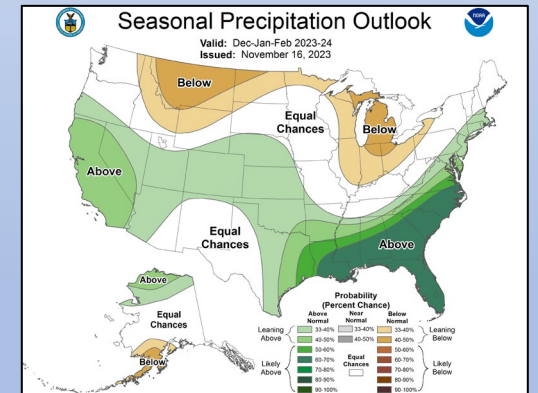 Seasonal Precipitation Outlook
Valid: Dec-Jan-Feb 2023-24
Issued: November 16, 2023
NOAA
Below
Equal
Chances
Below
Above
Equal
Chances
Above
Above
Equal
Chances
Below
Probability
(Percent Chance)
Above
Normal
Near
Normal
Below
Normal
Leaning
Above
33-40%
33-40%
33-40%
Leaning
Below
40-50%
40-50%
40-50%
Likely
Above
50-60%
Equal
Chances
50-60%
Likely
Below
60-70%
60-70%
70-80%
70-80%
80-90%
80-90%
90-100%
90-100%